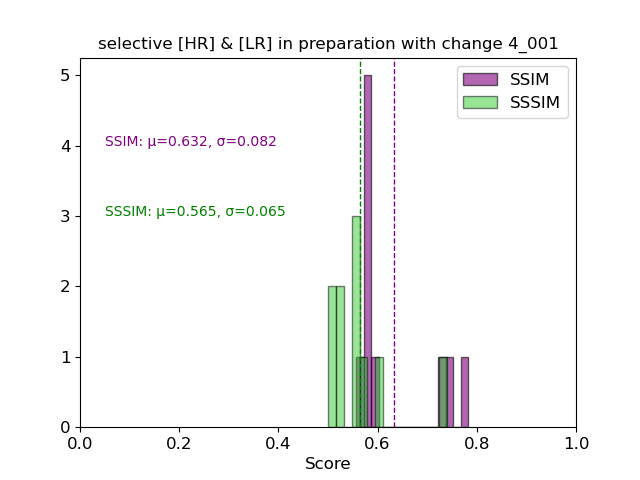 selective [HR] & [LR] in preparation with change 4_001
SSIM
SSSIM
SSIM: μ=0.632, σ=0.082
SSSIM: μ=0.565, σ=0.065
5
4
3
2
1
0
0.0 0.2 0.4 0.6 0.8 1.0
Score